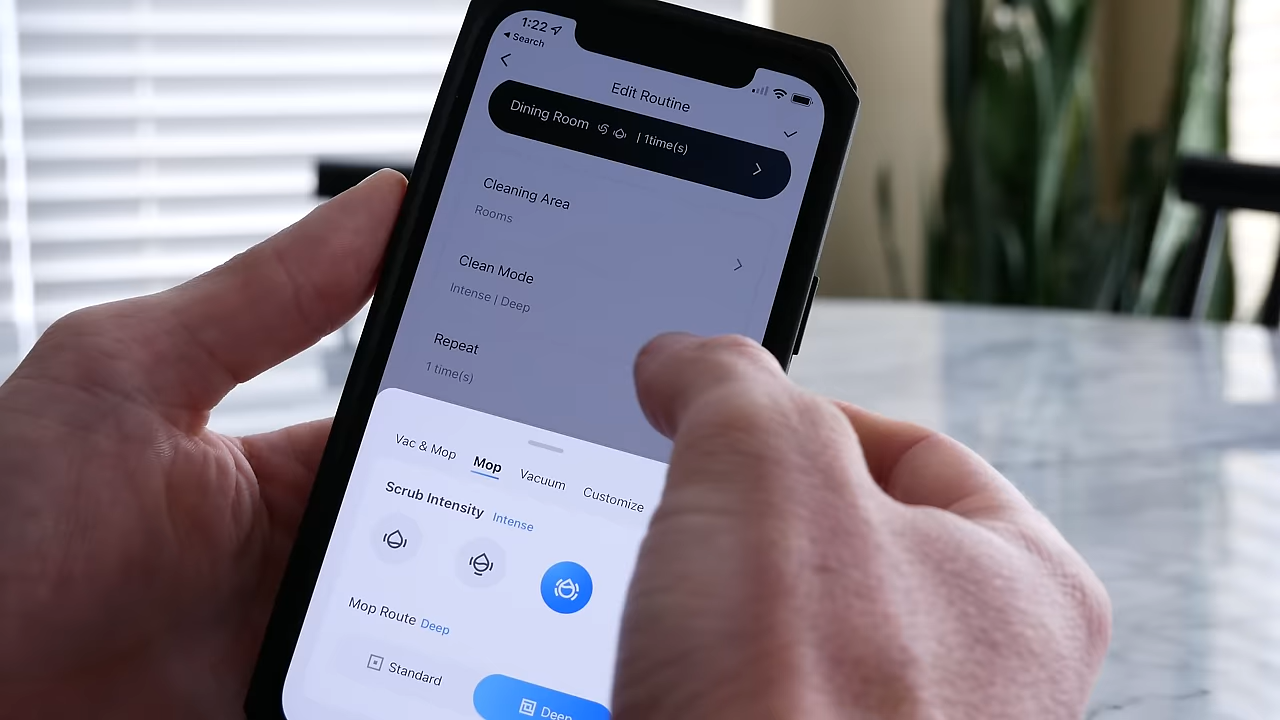 1:22
Search
Edit Routine
Dining Room | 1time(s)
Cleaning Area
Rooms
Clean Mode
Intense | Deep
Repeat
1 time(s)
Vac & Mop Mop Vacuum Customize
Scrub Intensity Intense
Mop Route Deep
Standard Deep